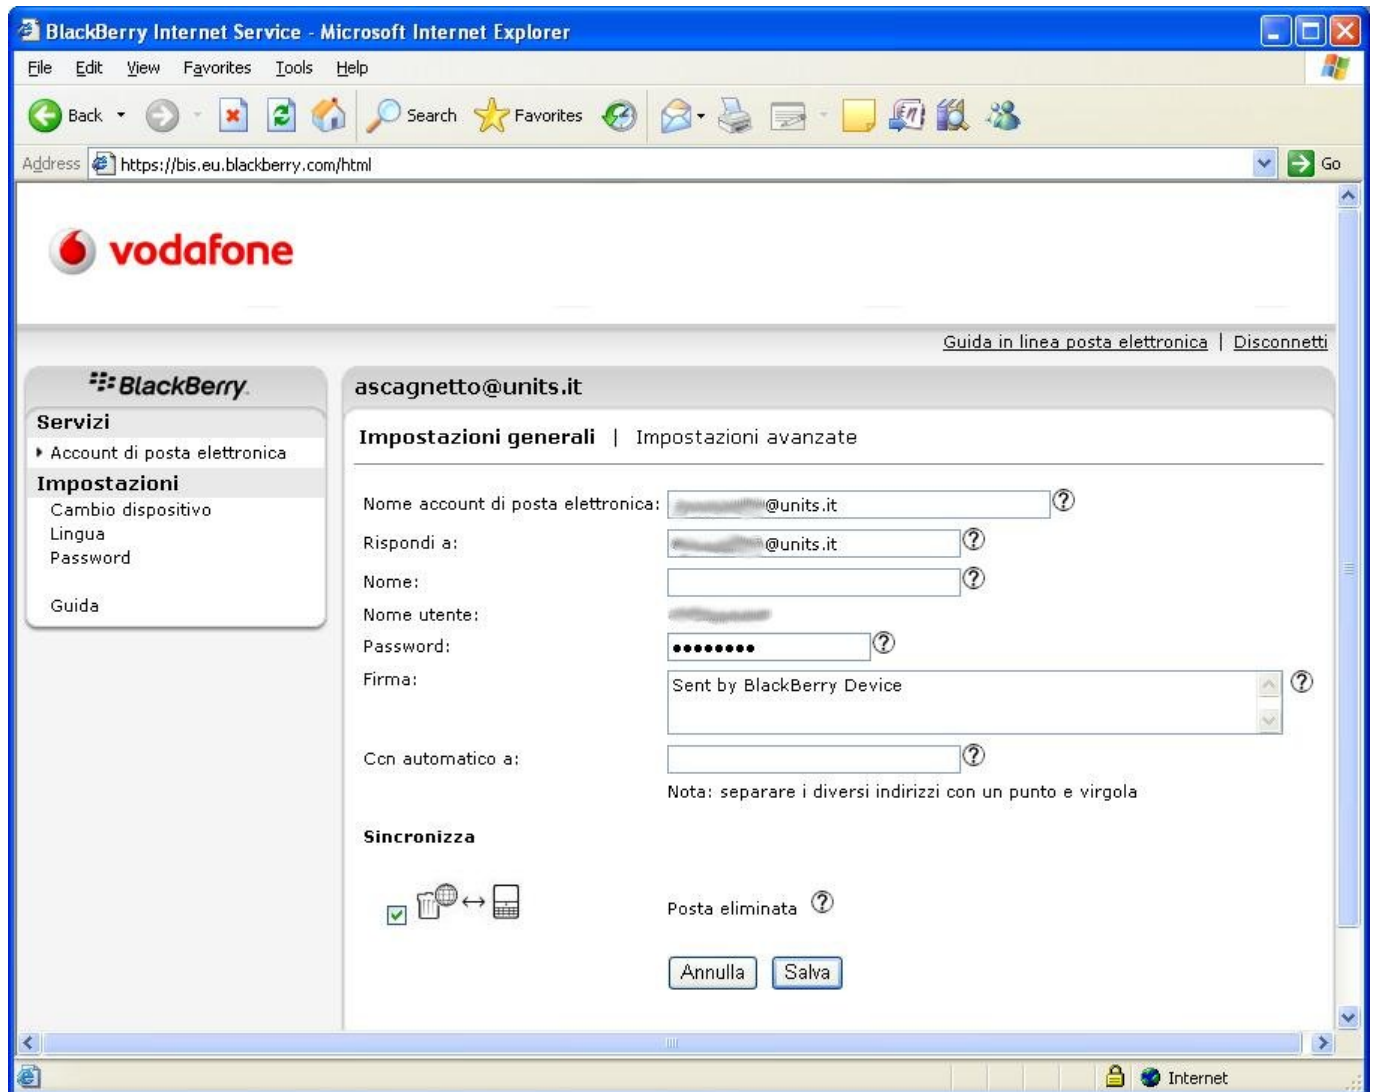 BlackBerry Internet Service - Microsoft Internet Explorer
File Edit View Favorites Tools Help
Back Search Favorites
Address https://bis.eu.blackberry.com/html Go
vodafone
Guida in linea posta elettronica | Disconnetti
BlackBerry.
ascagnetto@units.it
Servizi
Account di posta elettronica
Impostazioni
Cambio dispositivo
Lingua
Password
Guida
Impostazioni generali | Impostazioni avanzate
Nome account di posta elettronica: @units.it ?
Rispondi a: @units.it ?
Nome: ?
Nome utente:
Password: •••••••• ?
Firma: Sent by BlackBerry Device ?
Ccn automatico a: ?
Nota: separare i diversi indirizzi con un punto e virgola
Sincronizza
Posta eliminata ?
Annulla Salva
Internet